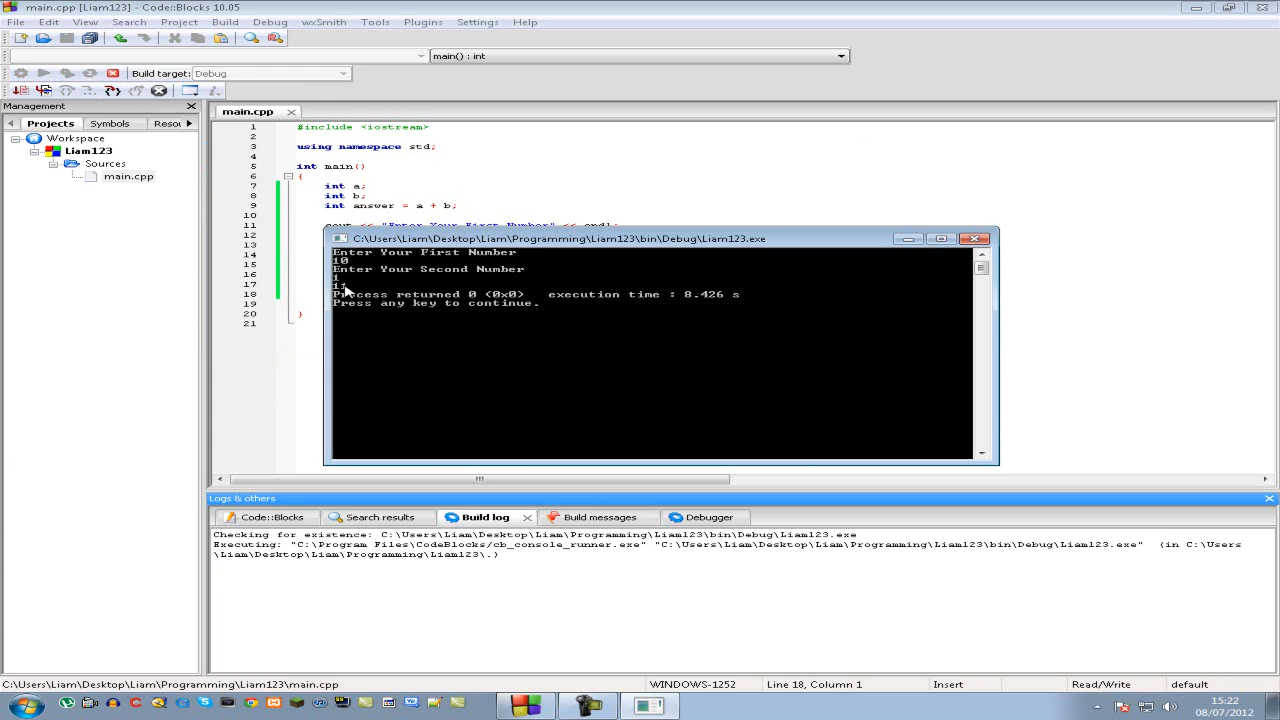 main.cpp [Liam123] - Code::Blocks 10.05
File Edit View Search Project Build Debug wxSmith Tools Plugins Settings Help
main() : int
Build target: Debug
Management
Projects Symbols Resou
main.cpp
Workspace
Liam123
Sources
main.cpp
1 #include <iostream>
2
3 using namespace std;
4
5 int main()
6 {
7 int a;
8 int b;
9 int answer = a + b;
10
11 cout << "Enter Your First Number" << endl;
12
13
14
15
16
17
18
19
20 }
21
C:\Users\Liam\Desktop\Liam\Programming\Liam123\bin\Debug\Liam123.exe
Enter Your First Number
10
Enter Your Second Number
1
11
Process returned 0 (0x0) execution time : 8.426 s
Press any key to continue.
Logs & others
Code::Blocks Search results Build log Build messages Debugger
Checking for existence: C:\Users\Liam\Desktop\Liam\Programming\Liam123\bin\Debug\Liam123.exe
Executing: "C:\Program Files\CodeBlocks/cb_console_runner.exe" "C:\Users\Liam\Desktop\Liam\Programming\Liam123\bin\Debug\Liam123.exe" (in C:\Users
\Liam\Desktop\Liam\Programming\Liam123\.)
C:\Users\Liam\Desktop\Liam\Programming\Liam123\main.cpp WINDOWS-1252 Line 18, Column 1 Insert Read/Write default
15:22
08/07/2012